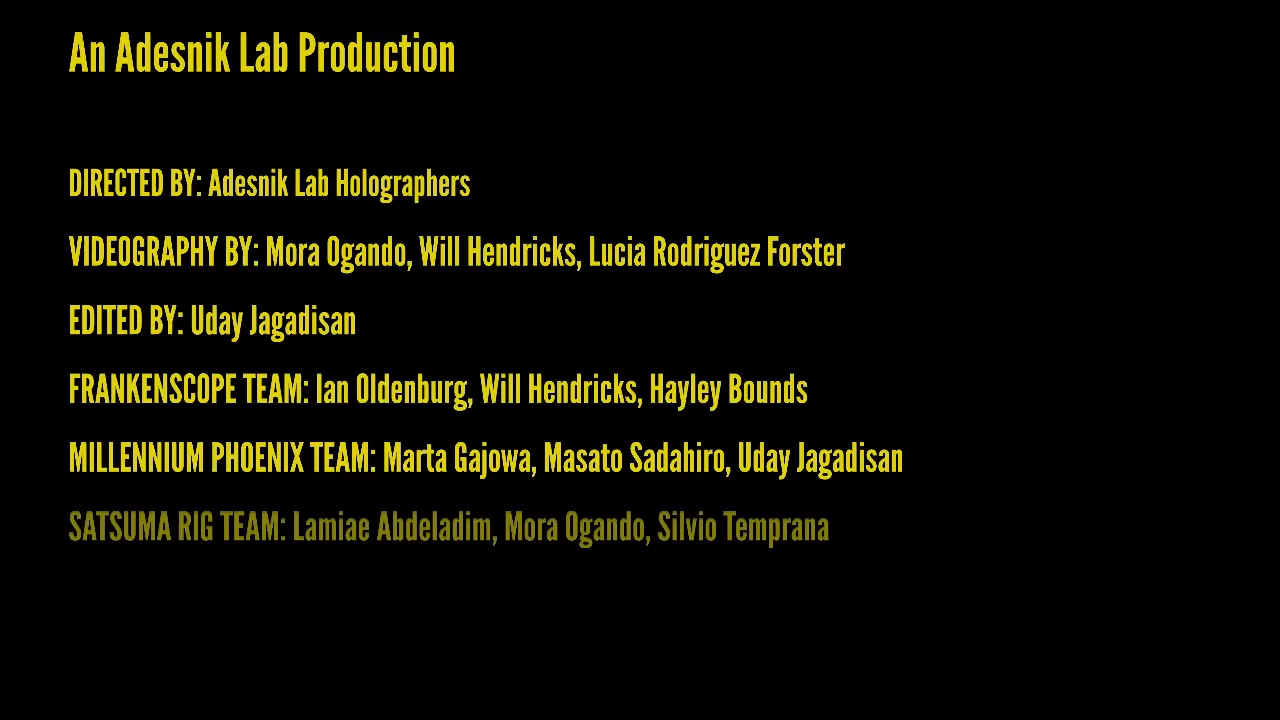 An Adesnik Lab Production
DIRECTED BY: Adesnik Lab Holographers
VIDEOGRAPHY BY: Mora Ogando, Will Hendricks, Lucia Rodriguez Forster
EDITED BY: Uday Jagadisan
FRANKENSCOPE TEAM: Ian Oldenburg, Will Hendricks, Hayley Bounds
MILLENNIUM PHOENIX TEAM: Marta Gajowa, Masato Sadahiro, Uday Jagadisan
SATSUMA RIG TEAM: Lamiae Abdeladim, Mora Ogando, Silvio Temprana